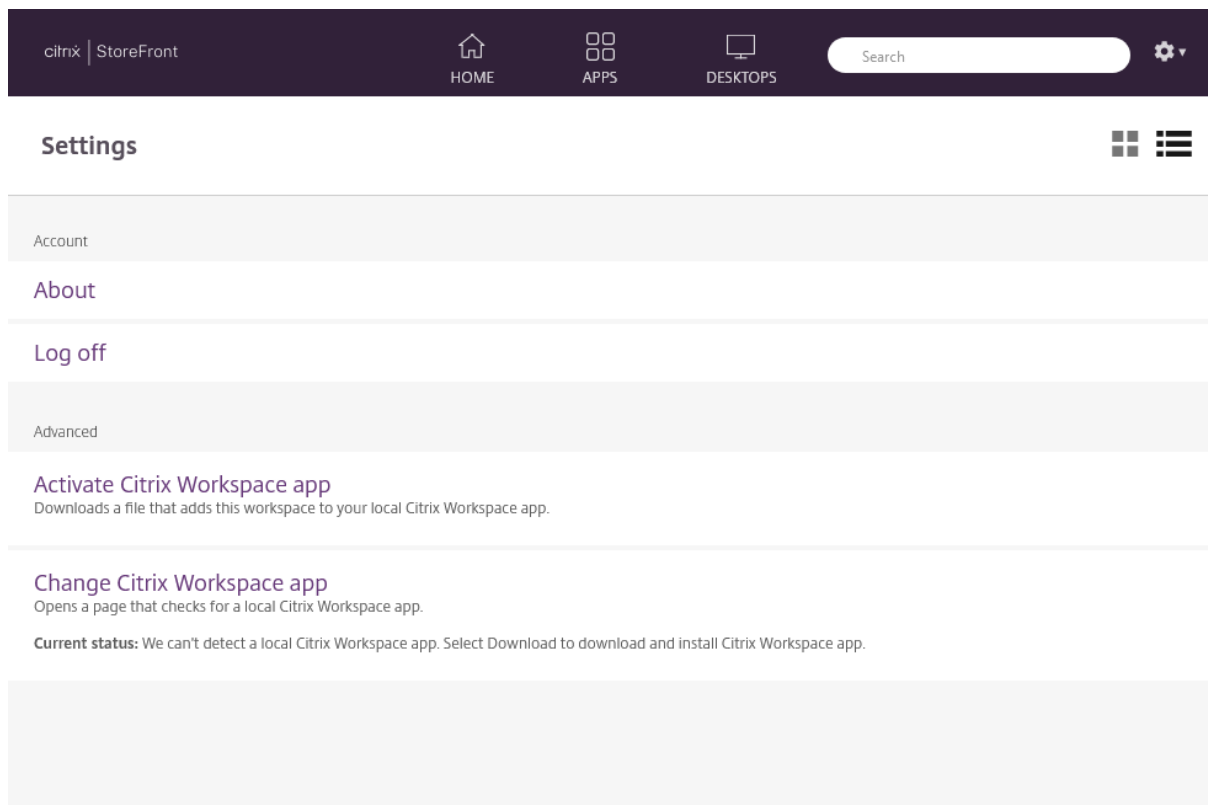 citrix | StoreFront
HOME
APPS
DESKTOPS
Search
Settings
Account
About
Log off
Advanced
Activate Citrix Workspace app
Downloads a file that adds this workspace to your local Citrix Workspace app.
Change Citrix Workspace app
Opens a page that checks for a local Citrix Workspace app.
Current status: We can't detect a local Citrix Workspace app. Select Download to download and install Citrix Workspace app.